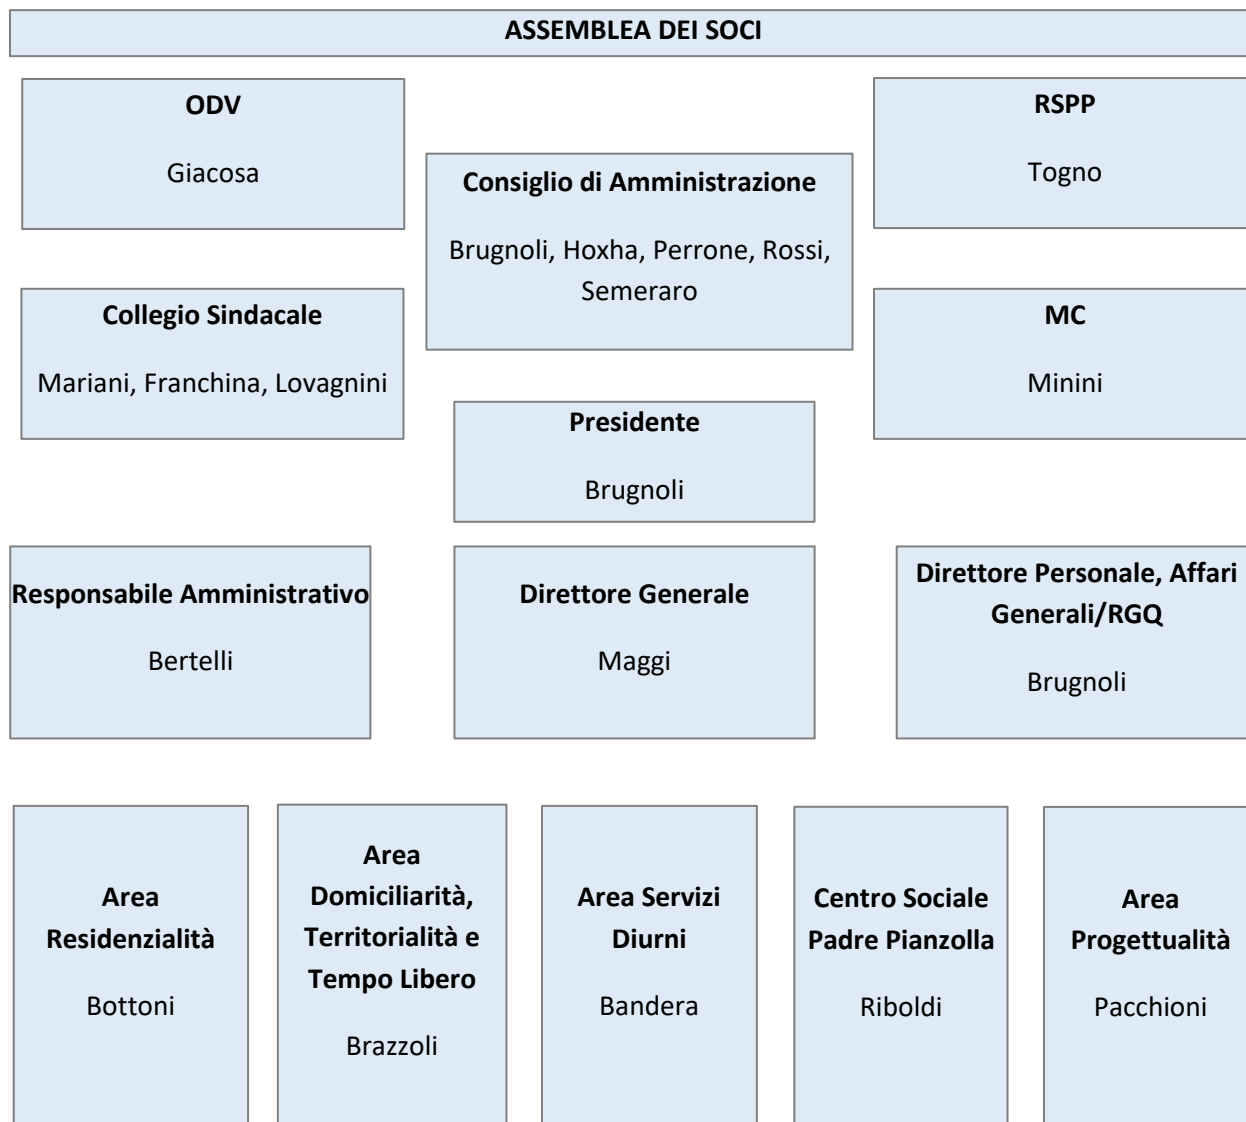 ASSEMBLEA DEI SOCI
ODV
Giacosa
RSPP
Togno
Consiglio di Amministrazione
Brugnoli, Hoxha, Perrone, Rossi,
Semeraro
Collegio Sindacale
Mariani, Franchina, Lovagnini
MC
Minini
Presidente
Brugnoli
Responsabile Amministrativo
Bertelli
Direttore Generale
Maggi
Direttore Personale, Affari
Generali/RGQ
Brugnoli
Area
Residenzialità
Bottoni
Area
Domiciliarità,
Territorialità e
Tempo Libero
Brazzoli
Area Servizi
Diurni
Bandera
Centro Sociale
Padre Pianzolla
Riboldi
Area
Progettualità
Pacchioni